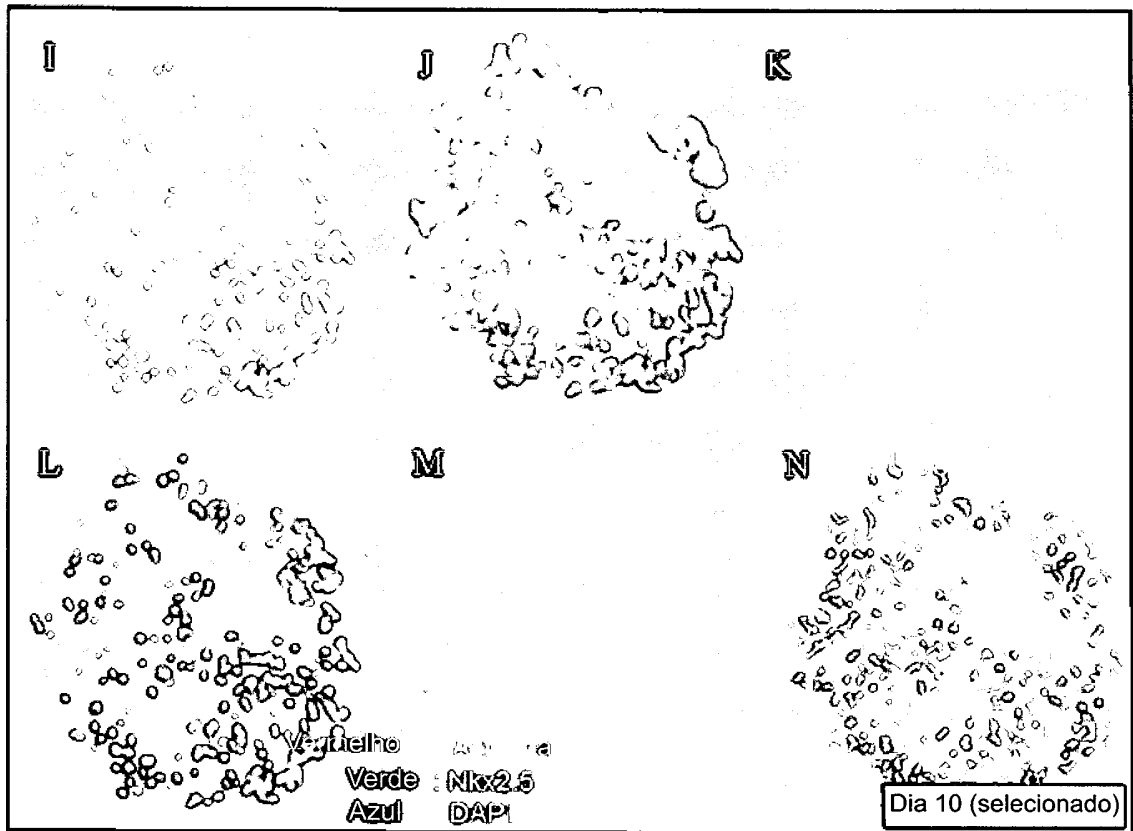 I
J
K
L
M
N
Vermelho
Verde : Nkx2.5
Azul DAPI
Dia 10 (selecionado)